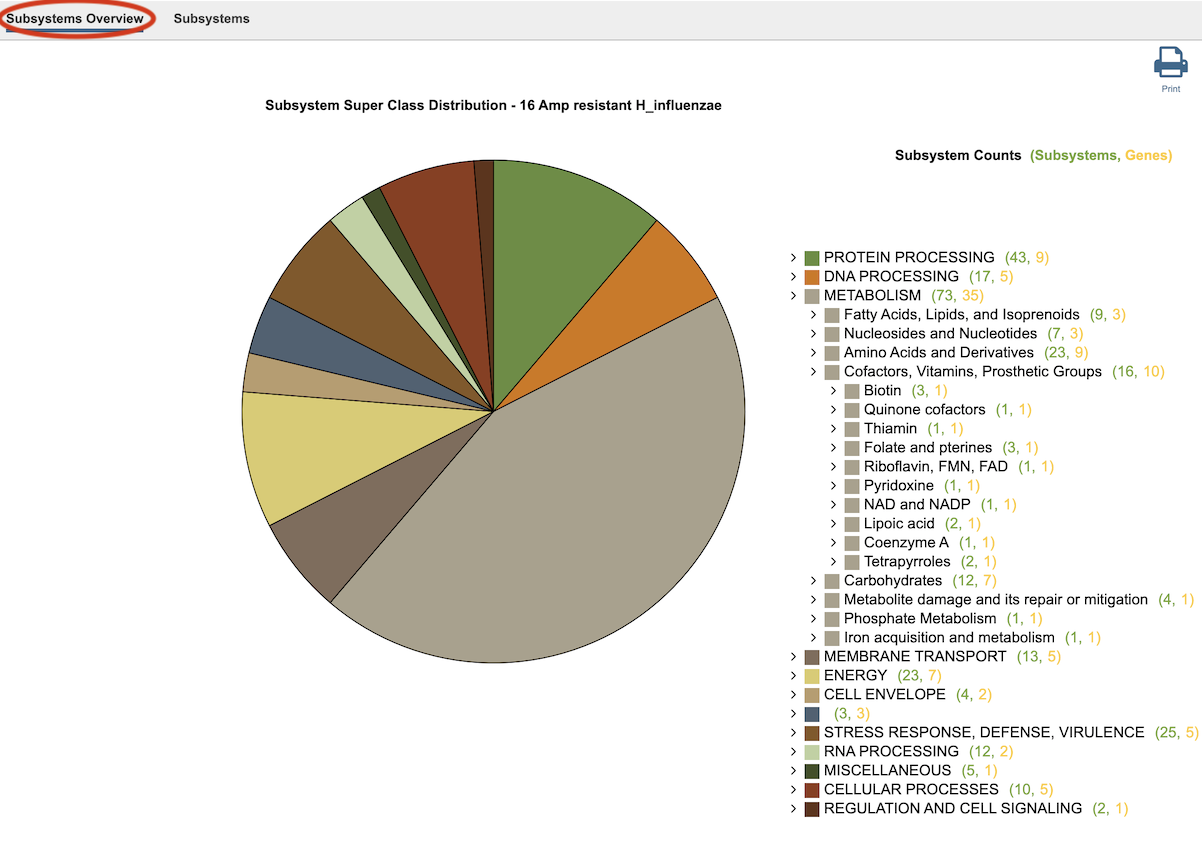 Subsystems Overview Subsystems
Print
Subsystem Super Class Distribution - 16 Amp resistant H_influenzae
Subsystem Counts (Subsystems, Genes)
PROTEIN PROCESSING (43, 9)
DNA PROCESSING (17, 5)
METABOLISM (73, 35)
Fatty Acids, Lipids, and Isoprenoids (9, 3)
Nucleosides and Nucleotides (7, 3)
Amino Acids and Derivatives (23, 9)
Cofactors, Vitamins, Prosthetic Groups (16, 10)
Biotin (3, 1)
Quinone cofactors (1, 1)
Thiamin (1, 1)
Folate and pterines (3, 1)
Riboflavin, FMN, FAD (1, 1)
Pyridoxine (1, 1)
NAD and NADP (1, 1)
Lipoic acid (2, 1)
Coenzyme A (1, 1)
Tetrapyrroles (2, 1)
Carbohydrates (12, 7)
Metabolite damage and its repair or mitigation (4, 1)
Phosphate Metabolism (1, 1)
Iron acquisition and metabolism (1, 1)
MEMBRANE TRANSPORT (13, 5)
ENERGY (23, 7)
CELL ENVELOPE (4, 2)
(3, 3)
STRESS RESPONSE, DEFENSE, VIRULENCE (25, 5)
RNA PROCESSING (12, 2)
MISCELLANEOUS (5, 1)
CELLULAR PROCESSES (10, 5)
REGULATION AND CELL SIGNALING (2, 1)